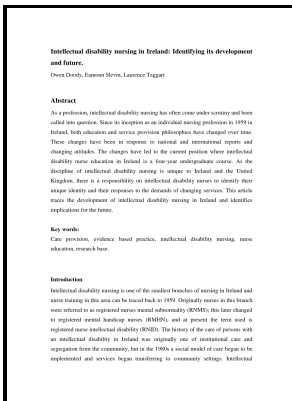 Intellectual disability nursing in Ireland: Identifying its development
and future.
Owen Doody, Eamonn Slevin, Laurence Taggart
Abstract
As a profession, intellectual disability nursing has often come under scrutiny and been
called into question. Since its inception as an individual nursing profession in 1959 in
Ireland, both education and service provision philosophies have changed over time.
These changes have been in response to national and international reports and
changing attitudes. The changes have led to the current position where intellectual
disability nurse education in Ireland is a four-year undergraduate course. As the
discipline of intellectual disability nursing is unique to Ireland and the United
Kingdom, there is a responsibility on intellectual disability nurses to identify their
unique identity and their responses to the demands of changing services. This article
traces the development of intellectual disability nursing in Ireland and identifies
implications for the future.
Key words:
Care provision, evidence based practice, intellectual disability nursing, nurse
education, research base.
Introduction
Intellectual disability nursing is one of the smallest branches of nursing in Ireland and
nurse training in this area can be traced back to 1959. Originally nurses in this branch
were referred to as registered nurses mental subnormality (RNMS); this later changed
to registered mental handicap nurses (RMHN), and at present the term used is
registered nurse intellectual disability (RNID). The history of the care of persons with
an intellectual disability in Ireland was originally one of institutional care and
segregation from the community, but in the 1980s a social model of care began to be
implemented and services began transferring to community settings. Intellectual